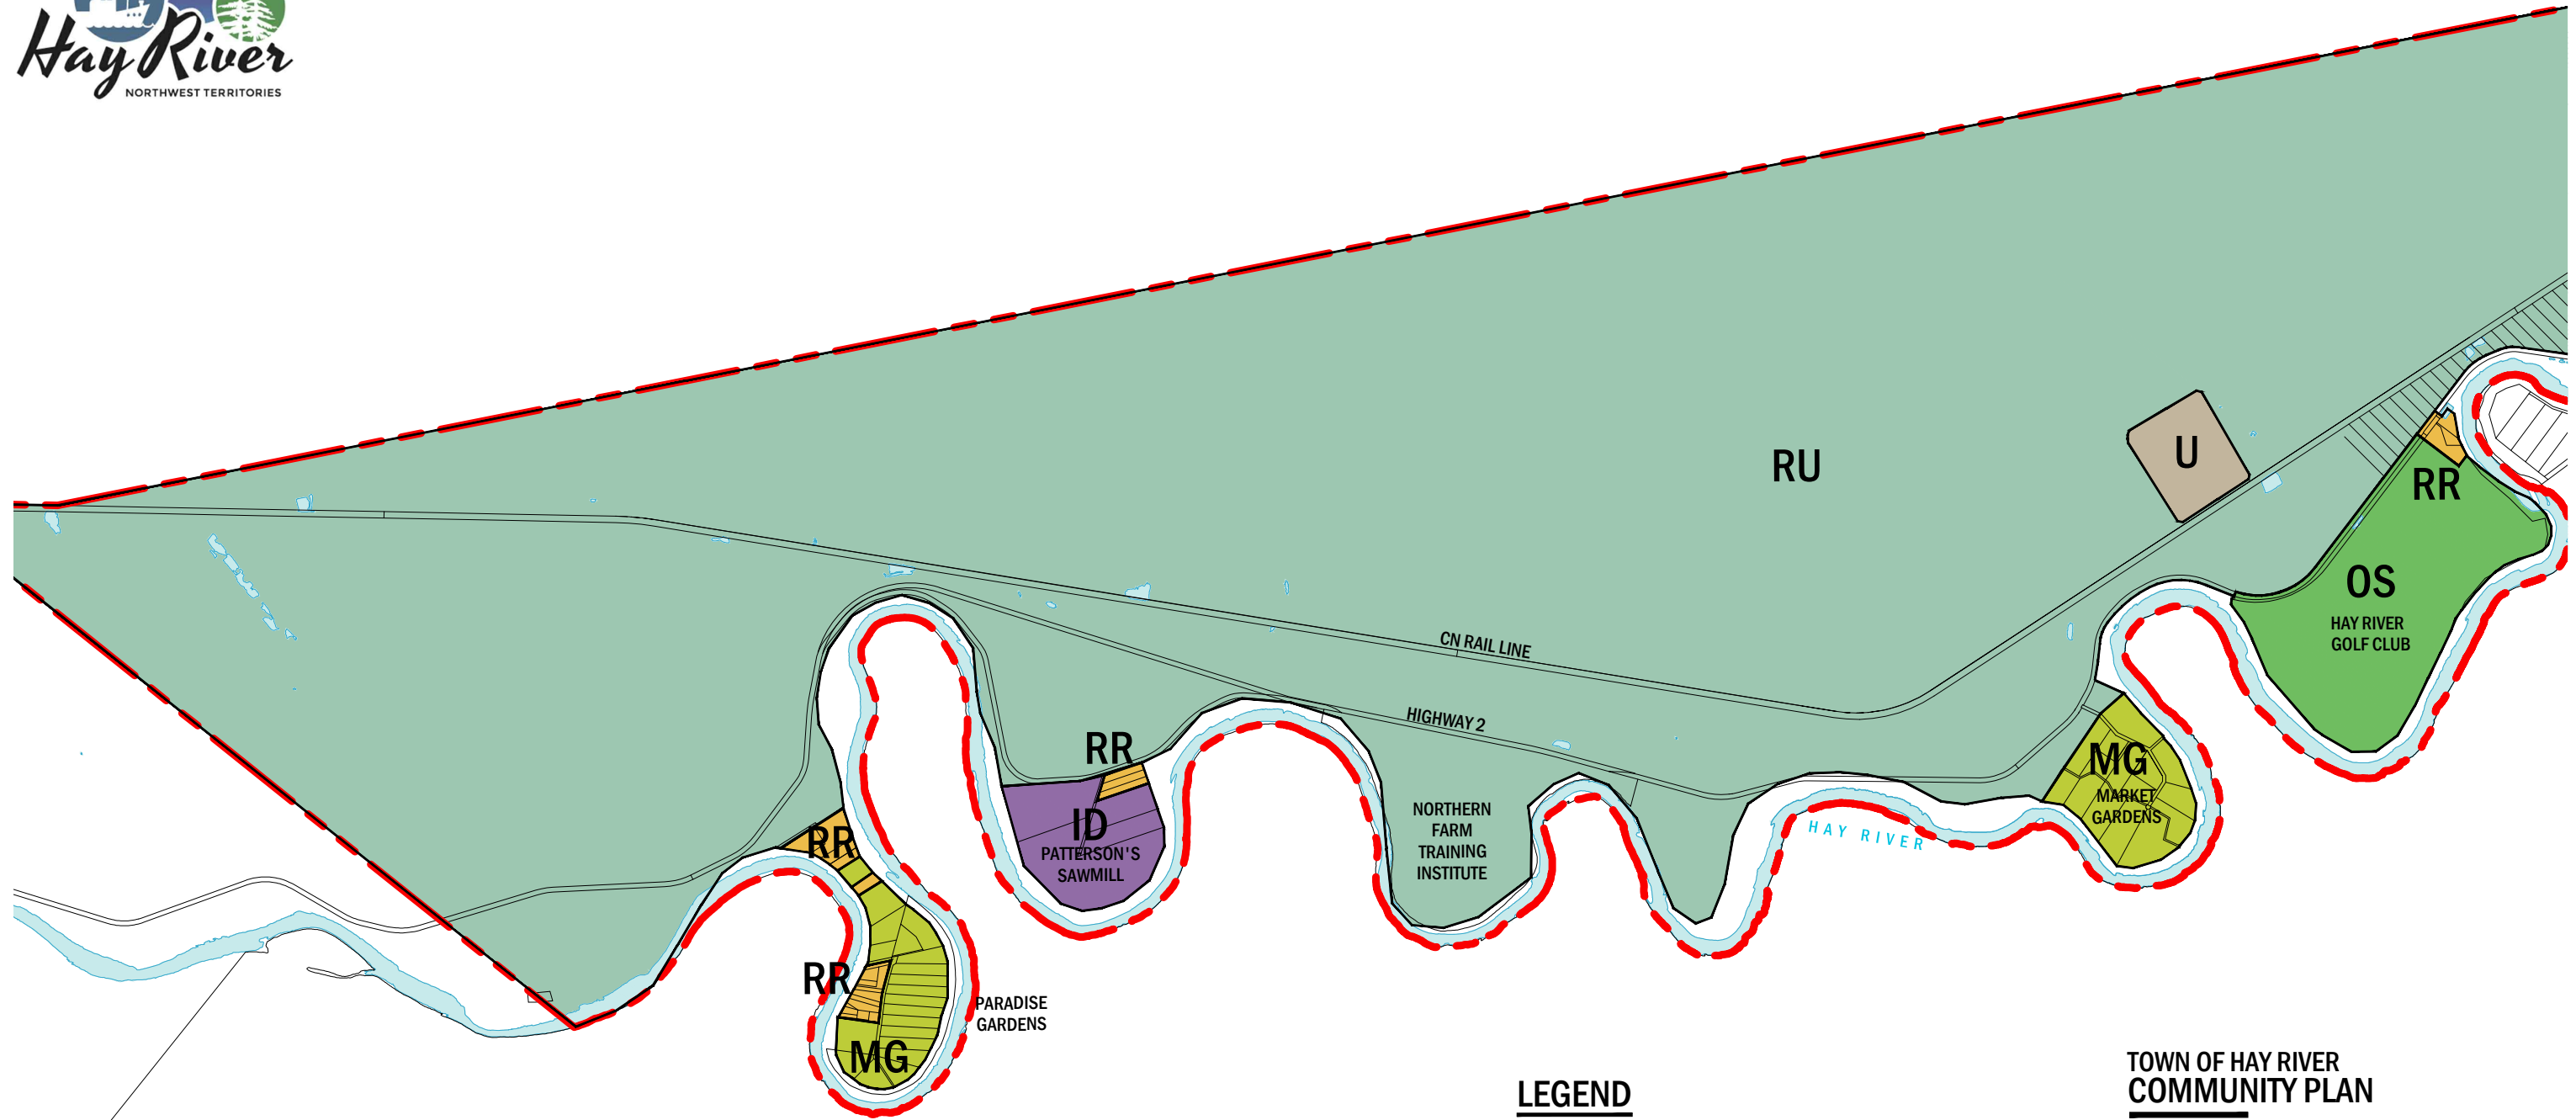 Hay River
NORTHWEST TERRITORIES
RU
U
RR
OS
HAY RIVER
GOLF CLUB
CN RAIL LINE
HIGHWAY 2
RR
MG
MARKET
GARDENS
ID
PATTERSON'S
SAWMILL
NORTHERN
FARM
TRAINING
INSTITUTE
HAY RIVER
RR
RR
PARADISE
GARDENS
MG
LEGEND
TOWN OF HAY RIVER
COMMUNITY PLAN